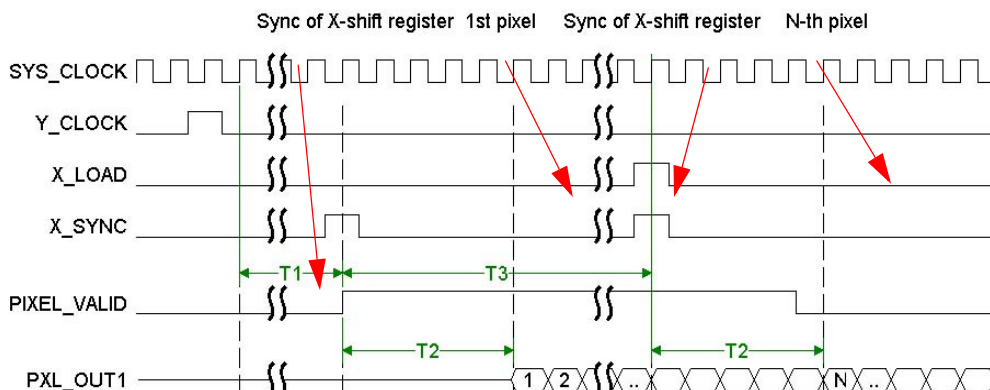 Sync of X-shift register 1st pixel Sync of X-shift register N-th pixel
SYS_CLOCK
Y_CLOCK
X_LOAD
X_SYNC
T1 T3
PIXEL_VALID
T2 T2
PXL_OUT1 1 2 .. N ..